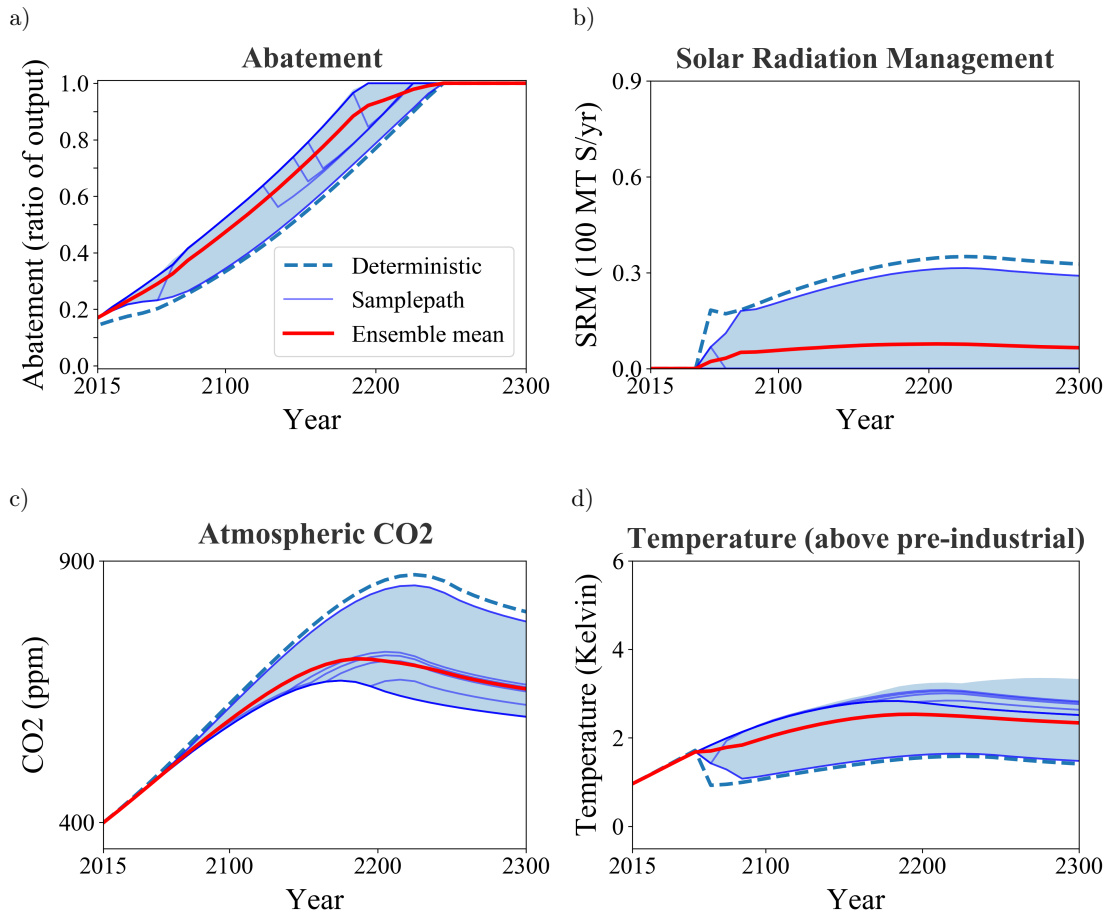 a)
Abatement
Abatement (ratio of output)
1.0
0.8
0.6
0.4
0.2
0.0
Deterministic
Samplepath
Ensemble mean
2015
2100
2200
2300
Year
b)
Solar Radiation Management
SRM (100 MT S/yr)
0.9
0.6
0.3
0.0
2015
2100
2200
2300
Year
c)
Atmospheric CO2
CO2 (ppm)
900
400
2015
2100
2200
2300
Year
d)
Temperature (above pre-industrial)
Temperature (Kelvin)
6
4
2
0
2015
2100
2200
2300
Year